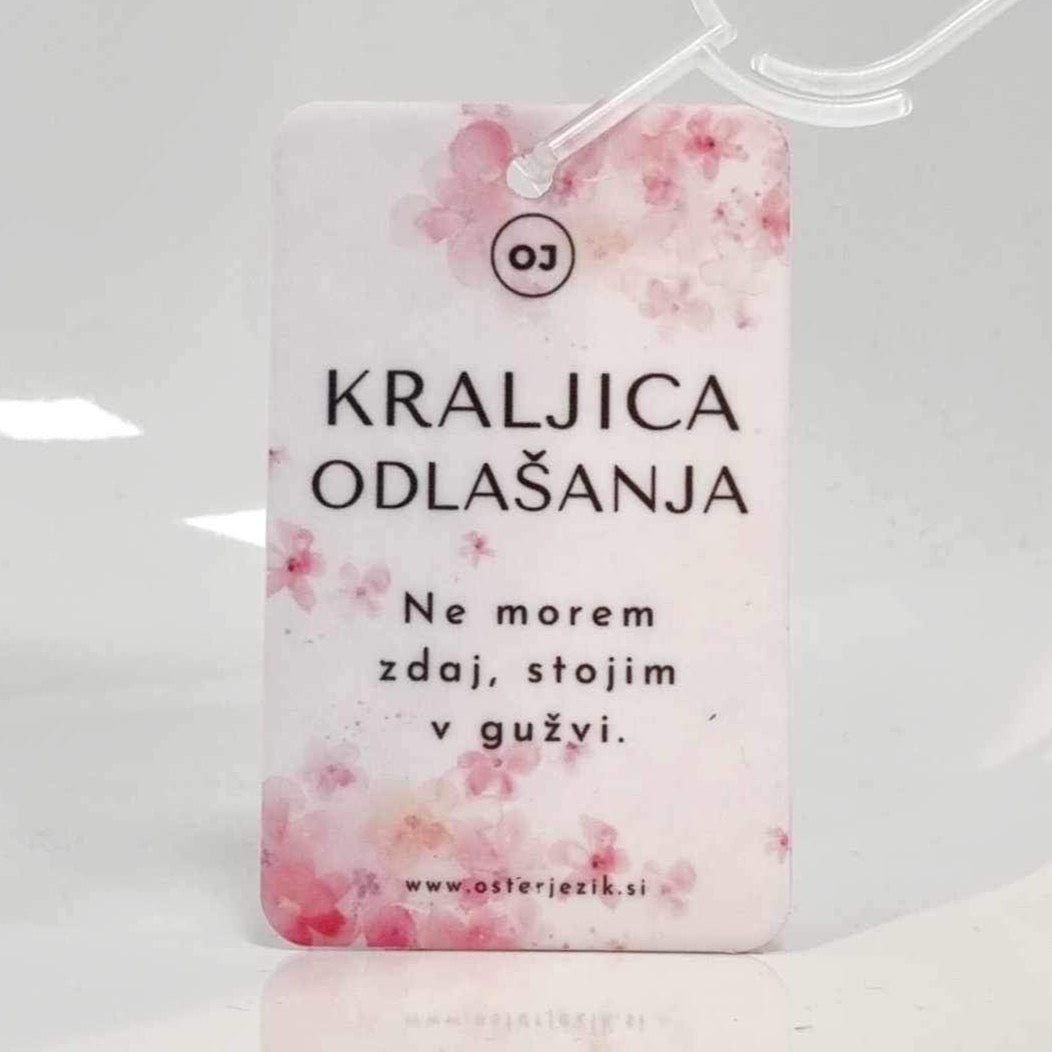 OJ
KRALJICA
ODLAŠANJA
Ne morem
zdaj, stojim
v gužvi.
www.osterjezik.si